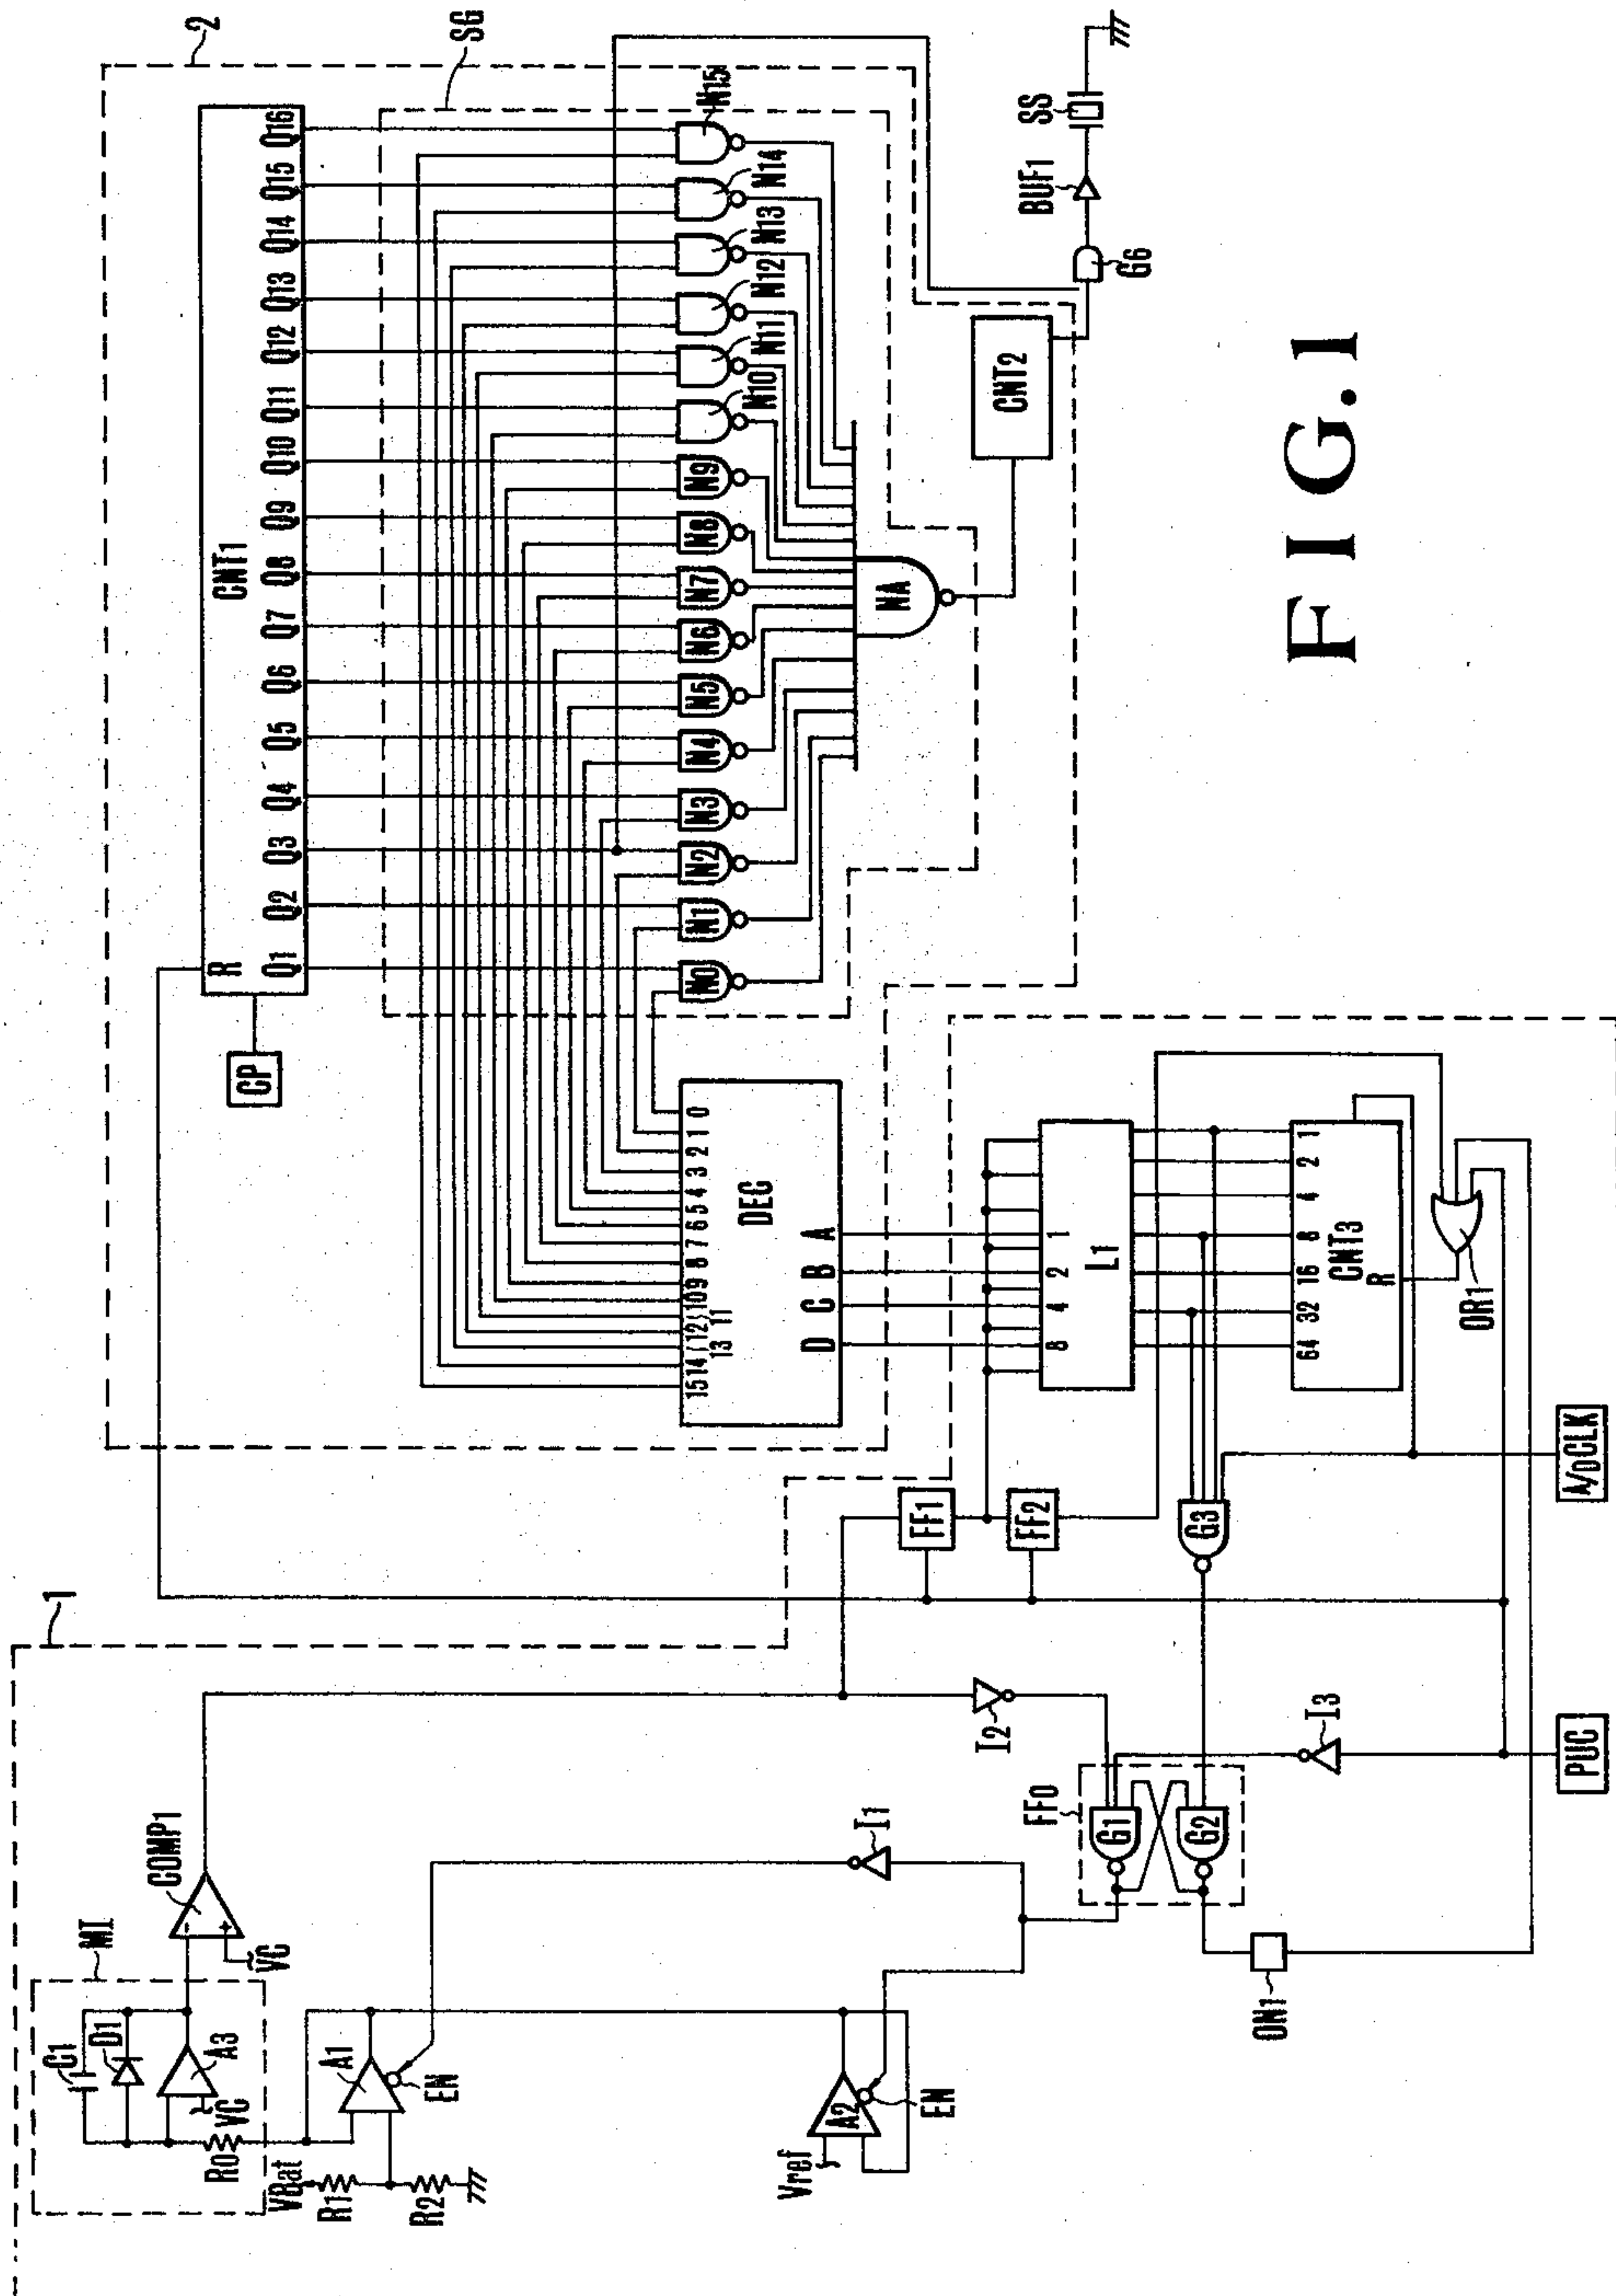 2
SG
CNT1
R
Q1 Q2 Q3 Q4 Q5 Q6 Q7 Q8 Q9 Q10 Q11 Q12 Q13 Q14 Q15 Q16
CP
N0 N1 N2 N3 N4 N5 N6 N7 N8 N9 N10 N11 N12 N13 N14 N15
NA
CNT2
G6
BUF1
SS
15 14 12 10 9 8 7 6 5 4 3 2 1 0
13 11
DEC
D C B A
8 4 2 1
L1
64 32 16 8 4 2 1
CNT3
R
OR1
1
MI
C1
D1
A3
VC
R0
COMP1
VC
VBat
R1
R2
A1
EN
Vref
A2
EN
I1
I2
FF1
FF2
FF0
G1
G2
G3
I3
ON1
PUC
A/DCLK
FIG.1